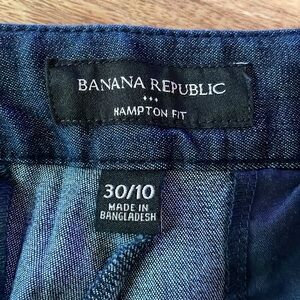 BANANA REPUBLIC
HAMPTON FIT
30/10
MADE IN
BANGLADESH